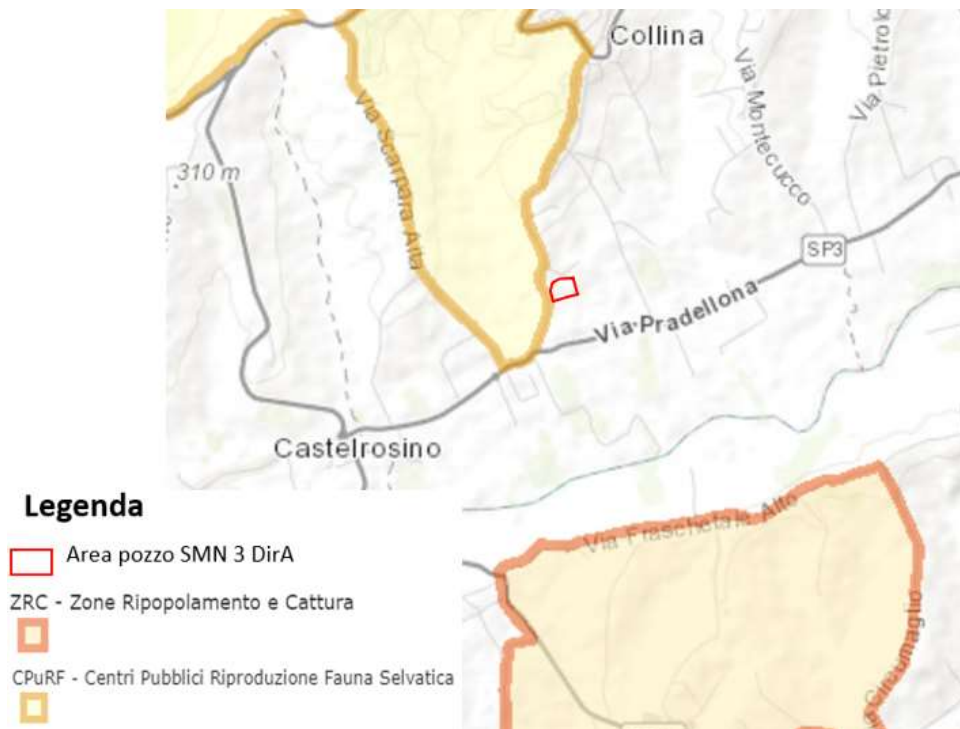 Collina
Via Montecucco
Via Pietrolo
Via Scarpara Alta
310 m
SP3
Via Pradellona
Castelrosino
Legenda
Area pozzo SMN 3 DirA
ZRC - Zone Ripopolamento e Cattura
CPuRF - Centri Pubblici Riproduzione Fauna Selvatica
Via
Alto